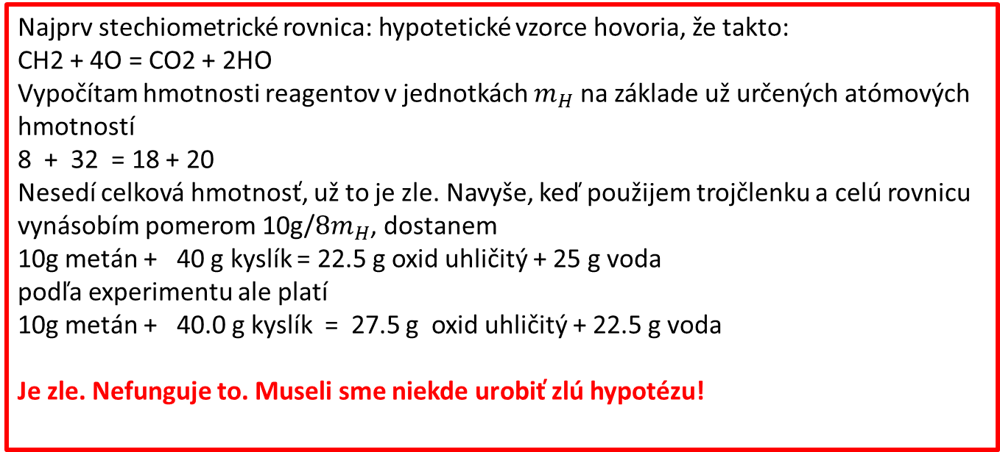 Najprv stechiometrické rovnica: hypotetické vzorce hovoria, že takto:
CH2 + 4O = CO2 + 2HO
Vypočítam hmotnosti reagentov v jednotkách m_H na základe už určených atómových
hmotností
8 + 32 = 18 + 20
Nesedí celková hmotnosť, už to je zle. Navyše, keď použijem trojčlenku a celú rovnicu
vynásobím pomerom 10g/8m_H, dostanem
10g metán + 40 g kyslík = 22.5 g oxid uhličitý + 25 g voda
podľa experimentu ale platí
10g metán + 40.0 g kyslík = 27.5 g oxid uhličitý + 22.5 g voda
Je zle. Nefunguje to. Museli sme niekde urobiť zlú hypotézu!